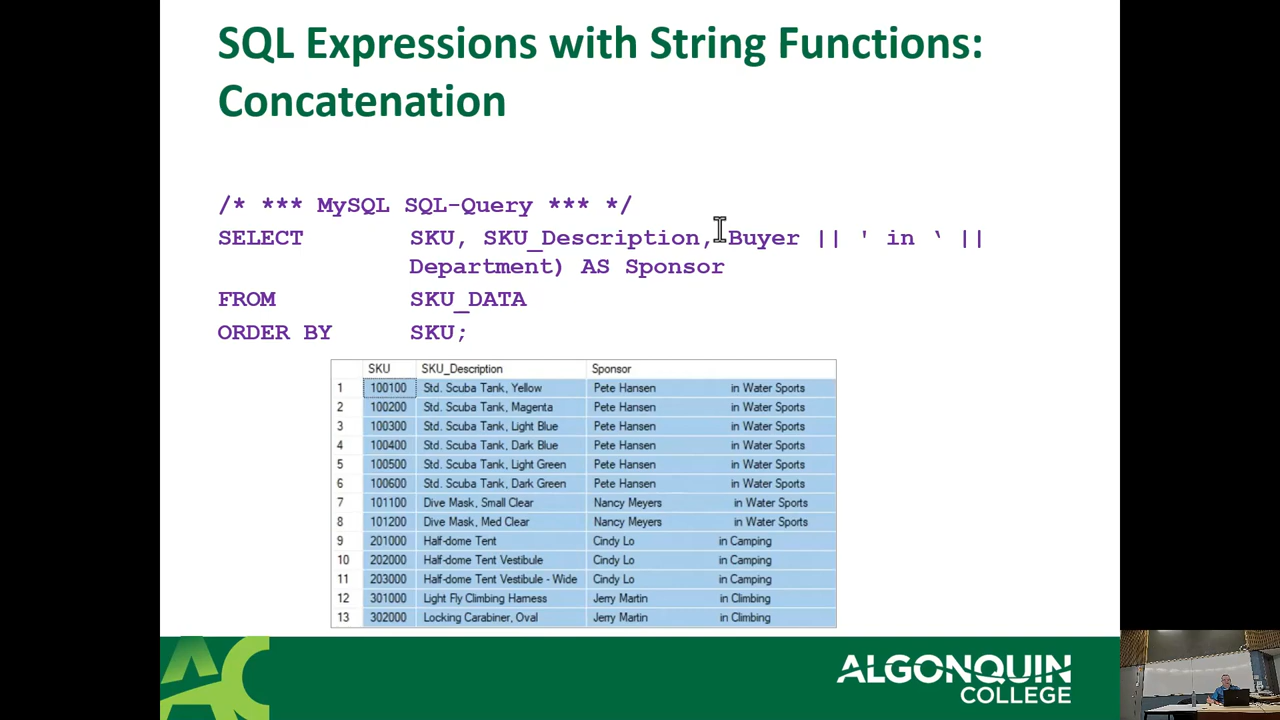 SQL Expressions with String Functions:
Concatenation
/* *** MySQL SQL-Query *** */
SELECT SKU, SKU_Description, Buyer || ' in ‘ ||
Department) AS Sponsor
FROM SKU_DATA
ORDER BY SKU;
SKU SKU_Description Sponsor
1 100100 Std. Scuba Tank, Yellow Pete Hansen in Water Sports
2 100200 Std. Scuba Tank, Magenta Pete Hansen in Water Sports
3 100300 Std. Scuba Tank, Light Blue Pete Hansen in Water Sports
4 100400 Std. Scuba Tank, Dark Blue Pete Hansen in Water Sports
5 100500 Std. Scuba Tank, Light Green Pete Hansen in Water Sports
6 100600 Std. Scuba Tank, Dark Green Pete Hansen in Water Sports
7 101100 Dive Mask, Small Clear Nancy Meyers in Water Sports
8 101200 Dive Mask, Med Clear Nancy Meyers in Water Sports
9 201000 Half-dome Tent Cindy Lo in Camping
10 202000 Half-dome Tent Vestibule Cindy Lo in Camping
11 203000 Half-dome Tent Vestibule - Wide Cindy Lo in Camping
12 301000 Light Fly Climbing Harness Jerry Martin in Climbing
13 302000 Locking Carabiner, Oval Jerry Martin in Climbing
AC
ALGONQUIN
COLLEGE